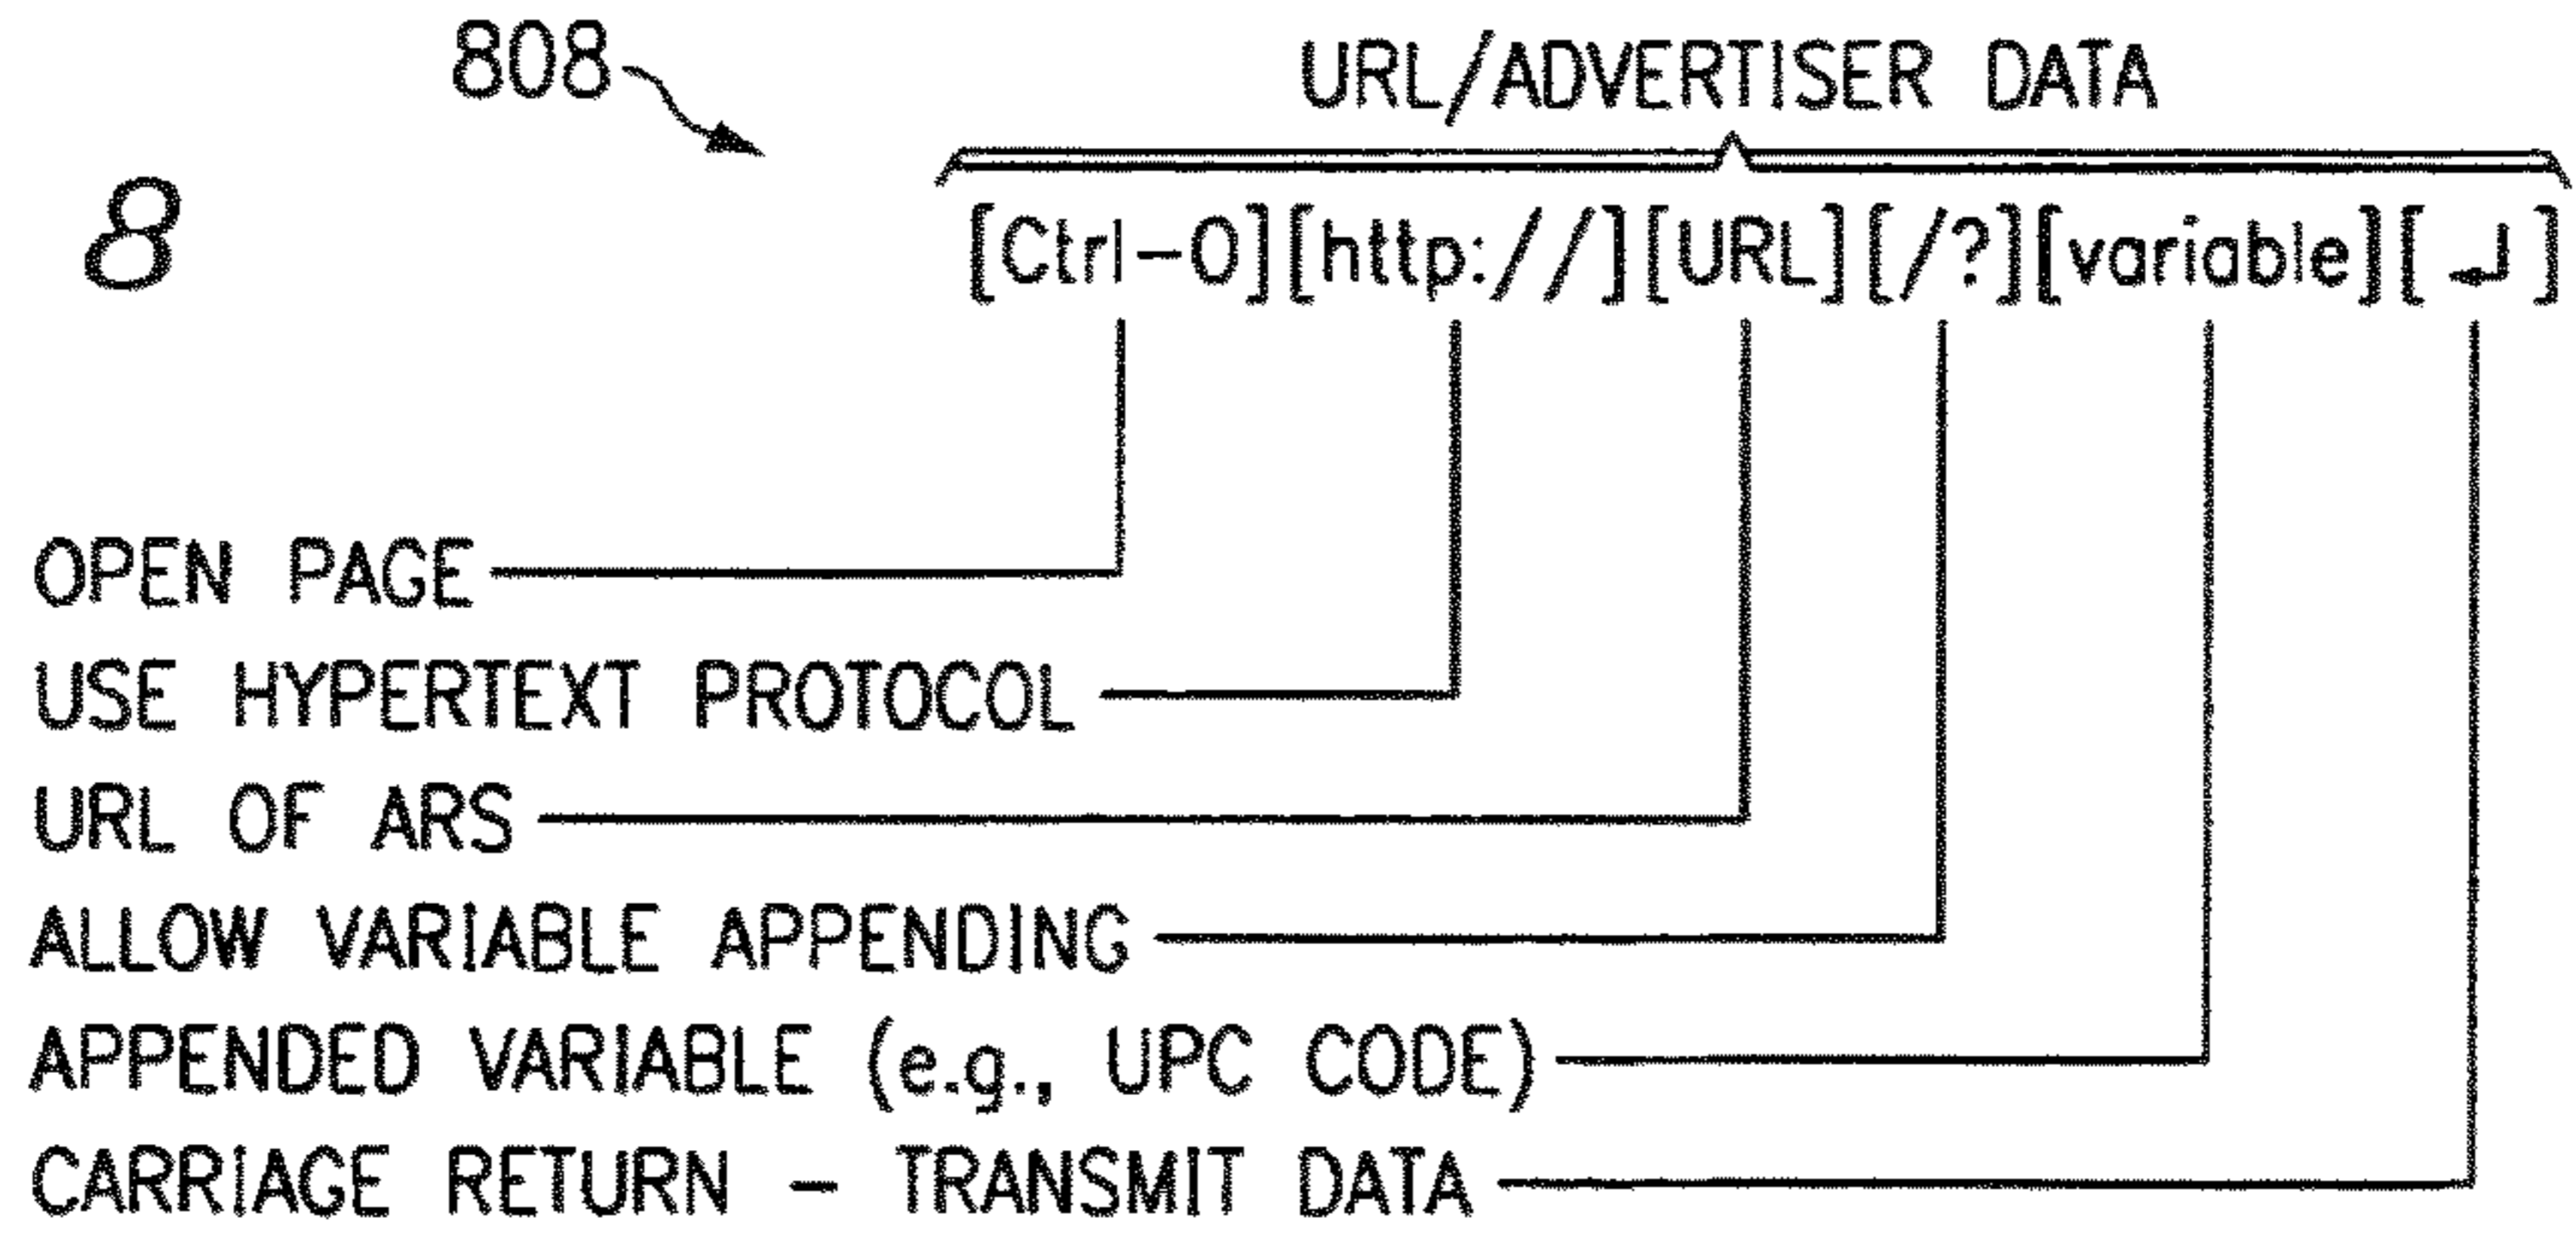 808
URL/ADVERTISER DATA
8
[Ctrl-O][http://][URL][/?][variable][↵]
OPEN PAGE
USE HYPERTEXT PROTOCOL
URL OF ARS
ALLOW VARIABLE APPENDING
APPENDED VARIABLE (e.g., UPC CODE)
CARRIAGE RETURN - TRANSMIT DATA